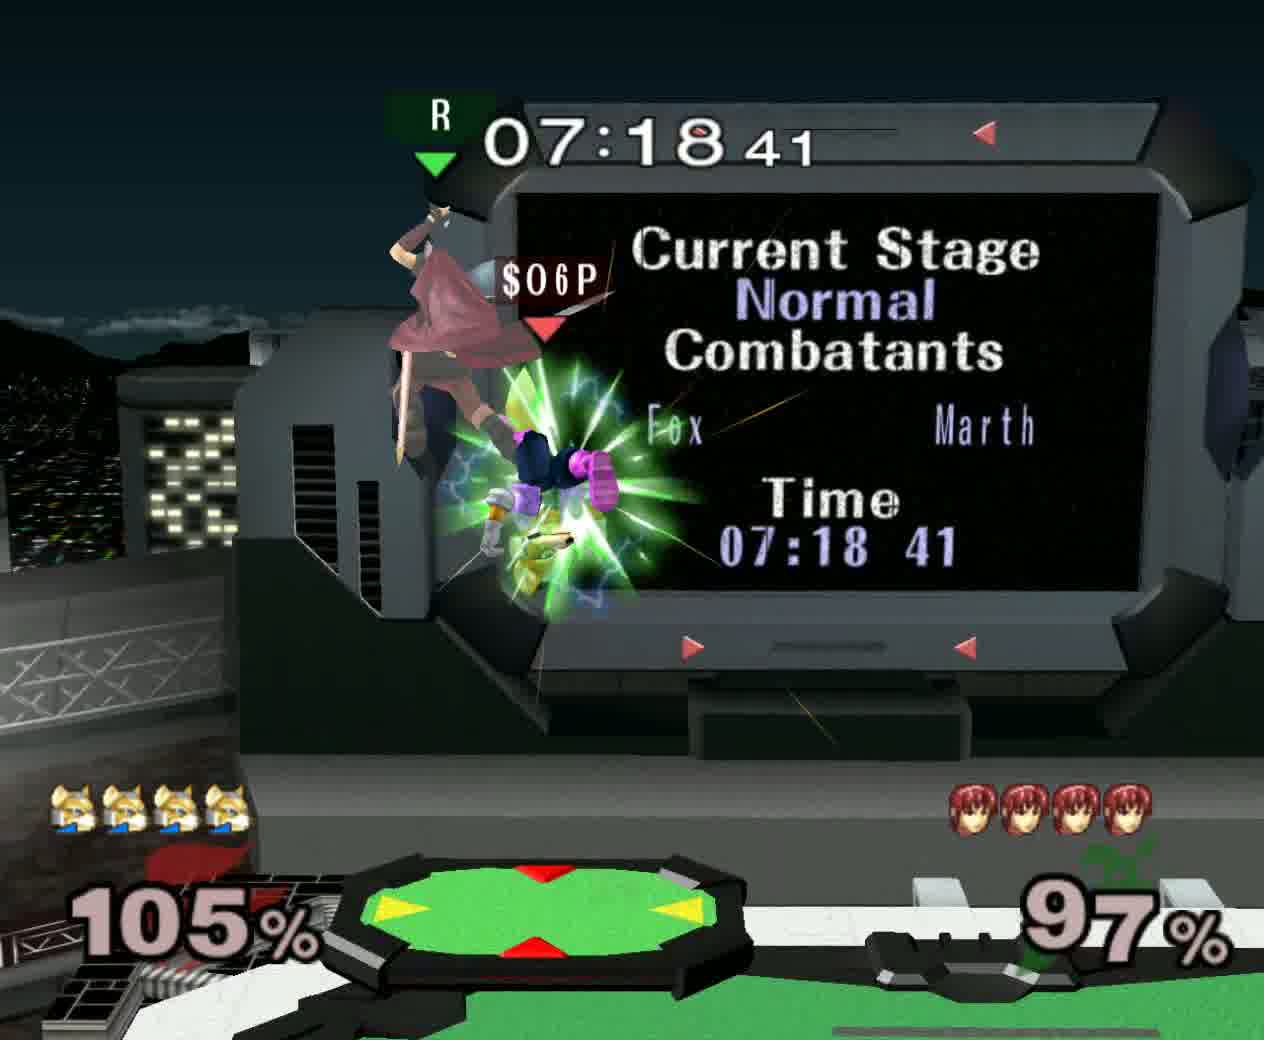 R
07:18 41
$06P
Current Stage
Normal
Combatants
Fox Marth
Time
07:18 41
105%
97%